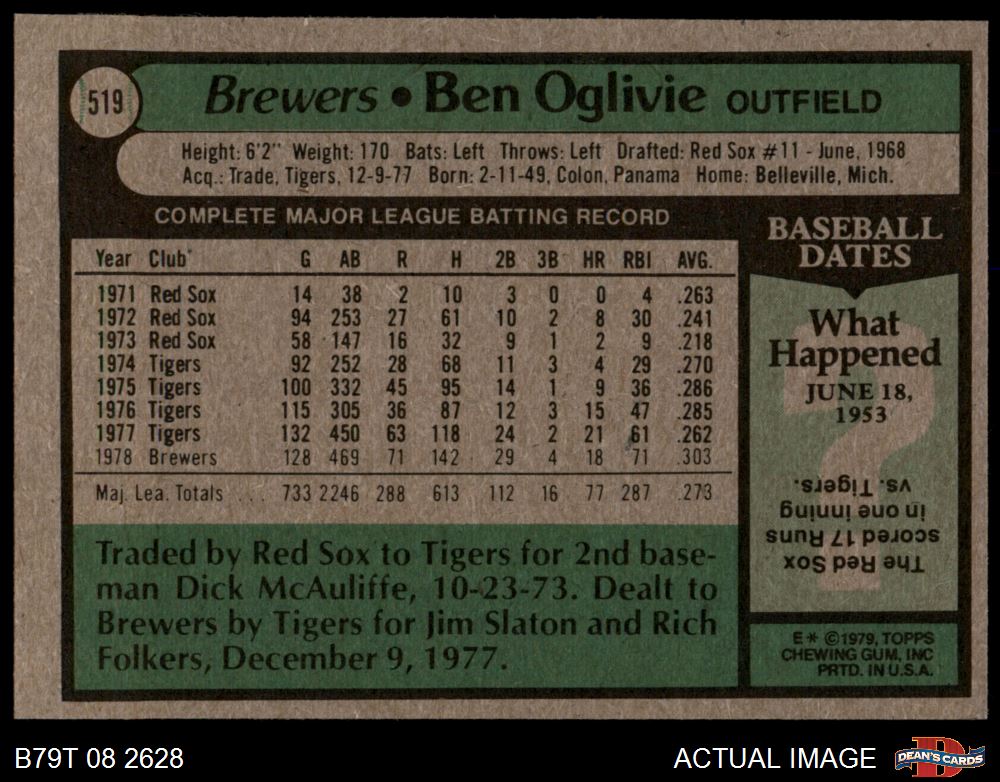 519
Brewers • Ben Oglivie OUTFIELD
Height: 6'2" Weight: 170 Bats: Left Throws: Left Drafted: Red Sox #11 - June, 1968
Acq.: Trade, Tigers, 12-9-77 Born: 2-11-49, Colon, Panama Home: Belleville, Mich.
COMPLETE MAJOR LEAGUE BATTING RECORD
Year Club G AB R H 2B 3B HR RBI AVG.
1971 Red Sox 14 38 2 10 3 0 0 4 .263
1972 Red Sox 94 253 27 61 10 2 8 30 .241
1973 Red Sox 58 147 16 32 9 1 2 9 .218
1974 Tigers 92 252 28 68 11 3 4 29 .270
1975 Tigers 100 332 45 95 14 1 9 36 .286
1976 Tigers 115 305 36 87 12 3 15 47 .285
1977 Tigers 132 450 63 118 24 2 21 61 .262
1978 Brewers 128 469 71 142 29 4 18 71 .303
Maj. Lea. Totals ... 733 2246 288 613 112 16 77 287 .273
Traded by Red Sox to Tigers for 2nd base-
man Dick McAuliffe, 10-23-73. Dealt to
Brewers by Tigers for Jim Slaton and Rich
Folkers, December 9, 1977.
BASEBALL
DATES
What
Happened
JUNE 18,
1953
?
The Red Sox
scored 17 Runs
in one inning
vs. Tigers.
E* ©1979, TOPPS
CHEWING GUM, INC
PRTD. IN U.S.A.
B79T 08 2628
ACTUAL IMAGE
D
DEAN'S CARDS